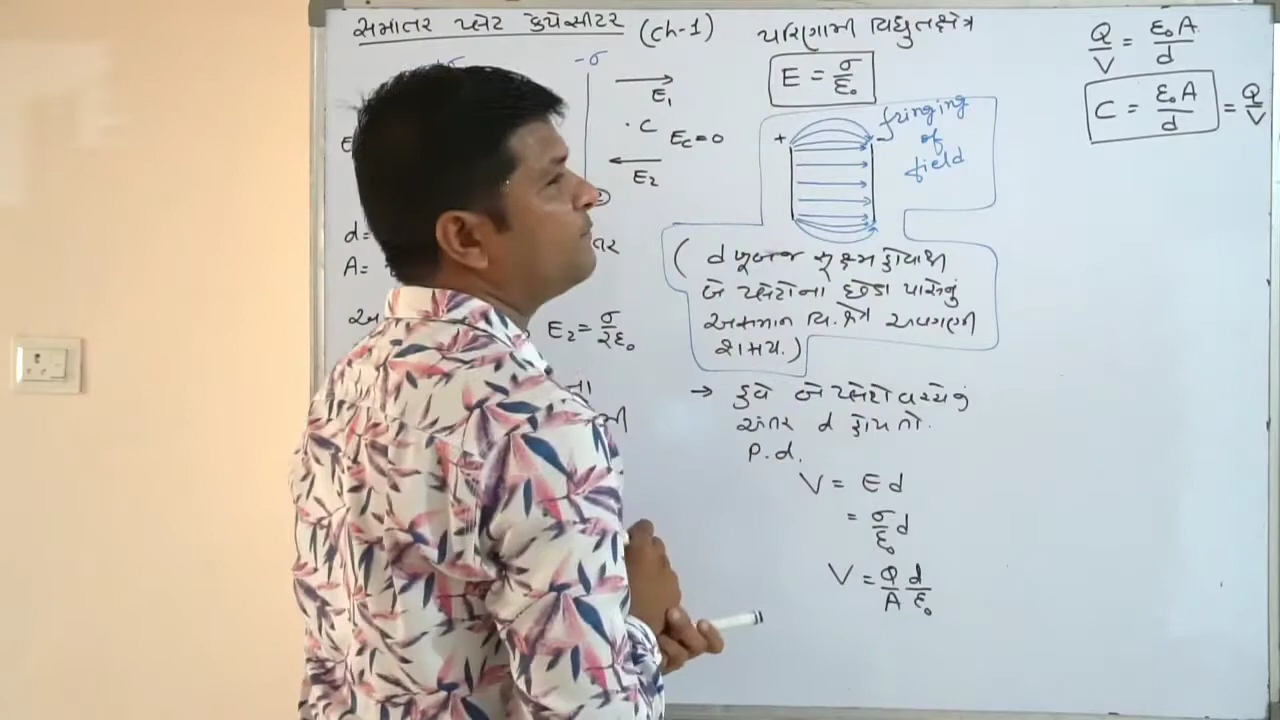 સમાંતર પ્લેટ કેપેસીટર (ch-1)
-σ
E₁
. C
E_C = 0
E₂
d =
A =
E₂ = σ/2ε₀
પરિણામી વિદ્યુતક્ષેત્ર
E = σ/ε₀
+ -
fringing
of
field
( d ખૂબજ સૂક્ષ્મ હોવાથી
બે પ્લેટોના છેડા પાસેનું
અસમાન વિ.ક્ષેત્ર અવગણી
શકાય.)
→ હવે બે પ્લેટો વચ્ચેનું
અંતર d હોય તો.
P.d.
V = Ed
= σ/ε₀ d
V = Q/A d/ε₀
Q/V = ε₀A/d
C = ε₀A/d = Q/V